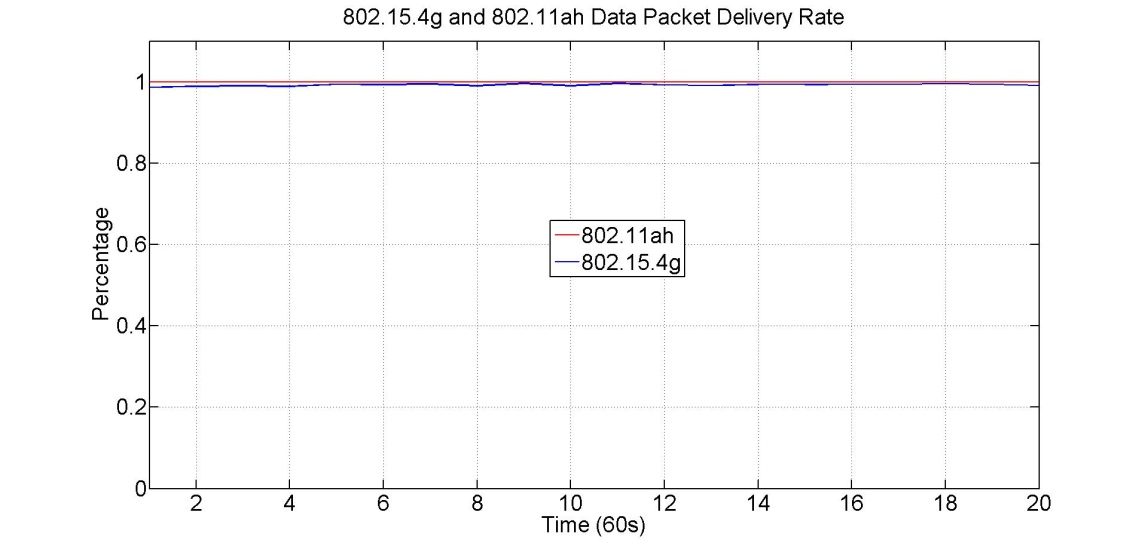 802.15.4g and 802.11ah Data Packet Delivery Rate
1
0.8
0.6
0.4
0.2
0
Percentage
802.11ah
802.15.4g
2 4 6 8 10 12 14 16 18 20
Time (60s)